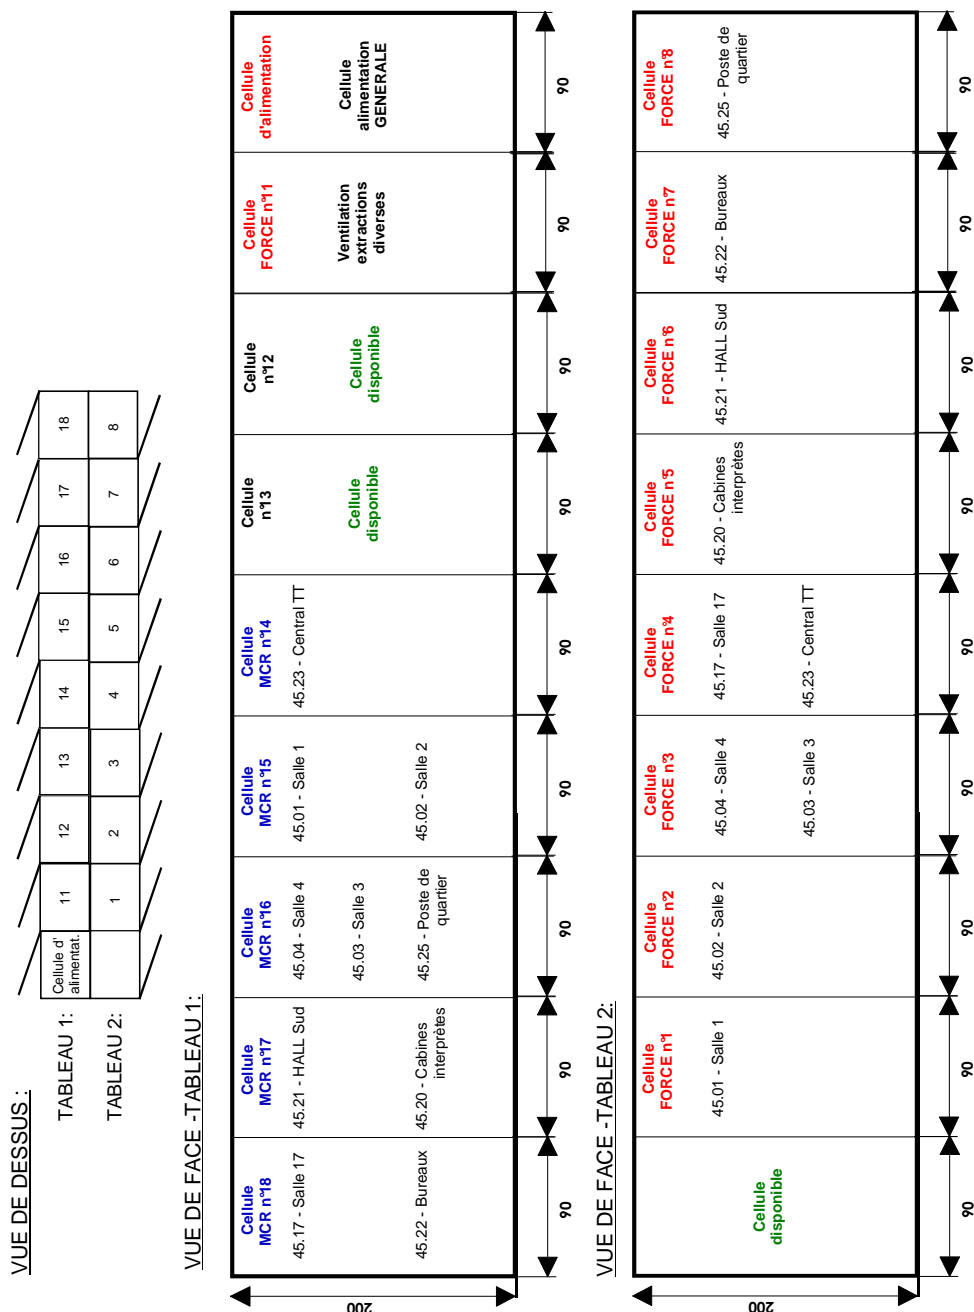 VUE DE DESSUS :
TABLEAU 1:
Cellule d'
alimentat.
11
12
13
14
15
16
17
18
TABLEAU 2:
1
2
3
4
5
6
7
8
VUE DE FACE -TABLEAU 1:
Cellule
MCR n°18
45.17 - Salle 17
45.22 - Bureaux
Cellule
MCR n°17
45.21 - HALL Sud
45.20 - Cabines
interprètes
Cellule
MCR n°16
45.04 - Salle 4
45.03 - Salle 3
45.25 - Poste de
quartier
Cellule
MCR n°15
45.01 - Salle 1
45.02 - Salle 2
Cellule
MCR n°14
45.23 - Central TT
Cellule
n°13
Cellule
disponible
Cellule
n°12
Cellule
disponible
Cellule
FORCE n°11
Ventilation
extractions
diverses
Cellule
d'alimentation
Cellule
alimentation
GENERALE
200
90
90
90
90
90
90
90
90
90
VUE DE FACE -TABLEAU 2:
Cellule
disponible
Cellule
FORCE n°1
45.01 - Salle 1
Cellule
FORCE n°2
45.02 - Salle 2
Cellule
FORCE n°3
45.04 - Salle 4
45.03 - Salle 3
Cellule
FORCE n°4
45.17 - Salle 17
45.23 - Central TT
Cellule
FORCE n°5
45.20 - Cabines
interprètes
Cellule
FORCE n°6
45.21 - HALL Sud
Cellule
FORCE n°7
45.22 - Bureaux
Cellule
FORCE n°8
45.25 - Poste de
quartier
200
90
90
90
90
90
90
90
90
90